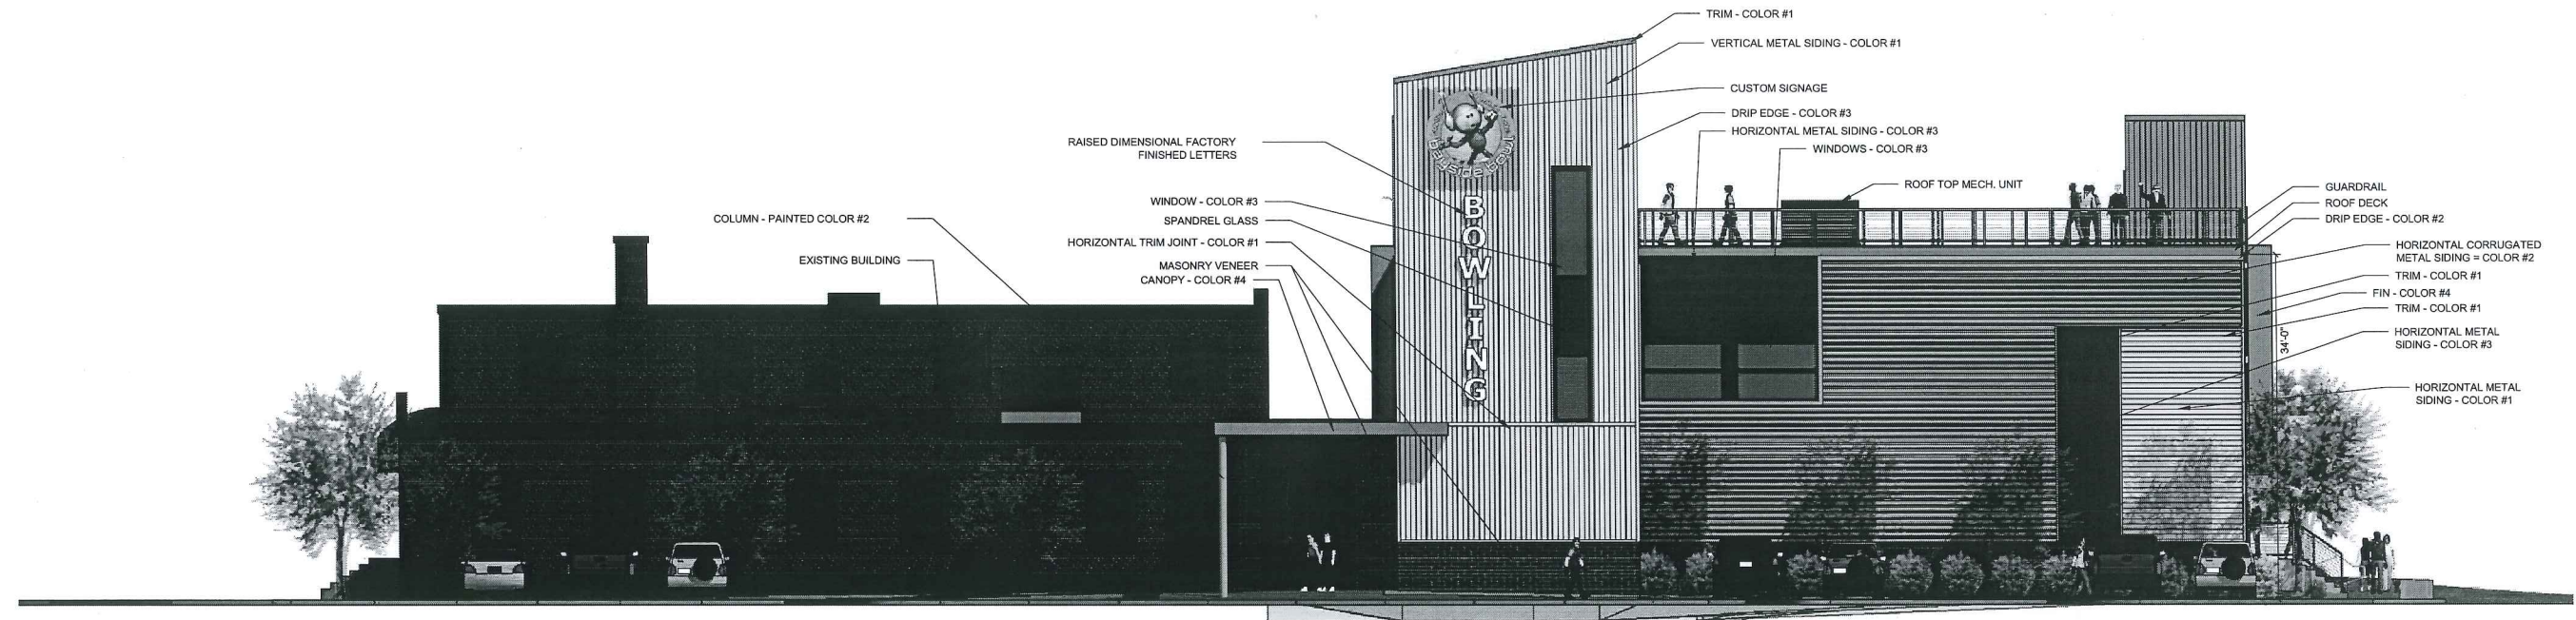 TRIM - COLOR #1
VERTICAL METAL SIDING - COLOR #1
CUSTOM SIGNAGE
DRIP EDGE - COLOR #3
HORIZONTAL METAL SIDING - COLOR #3
WINDOWS - COLOR #3
ROOF TOP MECH. UNIT
RAISED DIMENSIONAL FACTORY
FINISHED LETTERS
WINDOW - COLOR #3
SPANDREL GLASS
HORIZONTAL TRIM JOINT - COLOR #1
MASONRY VENEER
CANOPY - COLOR #4
COLUMN - PAINTED COLOR #2
EXISTING BUILDING
bayside bowl
BOWLING
GUARDRAIL
ROOF DECK
DRIP EDGE - COLOR #2
HORIZONTAL CORRUGATED
METAL SIDING = COLOR #2
TRIM - COLOR #1
FIN - COLOR #4
TRIM - COLOR #1
HORIZONTAL METAL
SIDING - COLOR #3
HORIZONTAL METAL
SIDING - COLOR #1
34'-0"